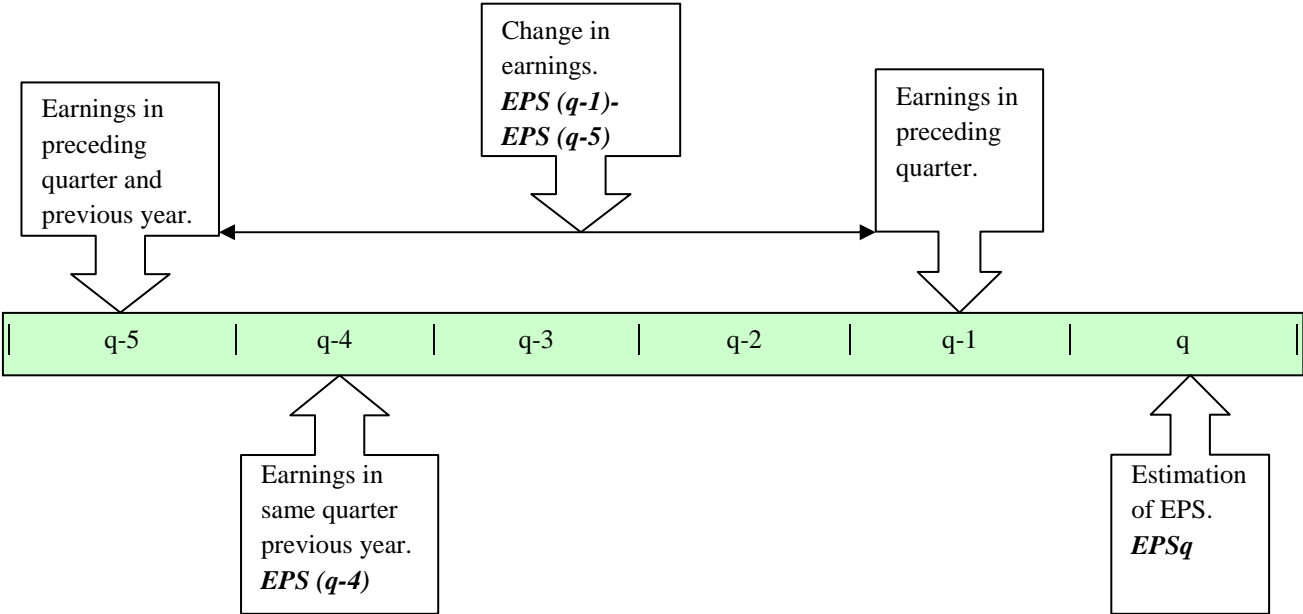 Change in
earnings.
EPS (q-1)-
EPS (q-5)
Earnings in
preceding
quarter and
previous year.
Earnings in
preceding
quarter.
q-5
q-4
q-3
q-2
q-1
q
Earnings in
same quarter
previous year.
EPS (q-4)
Estimation
of EPS.
EPSq